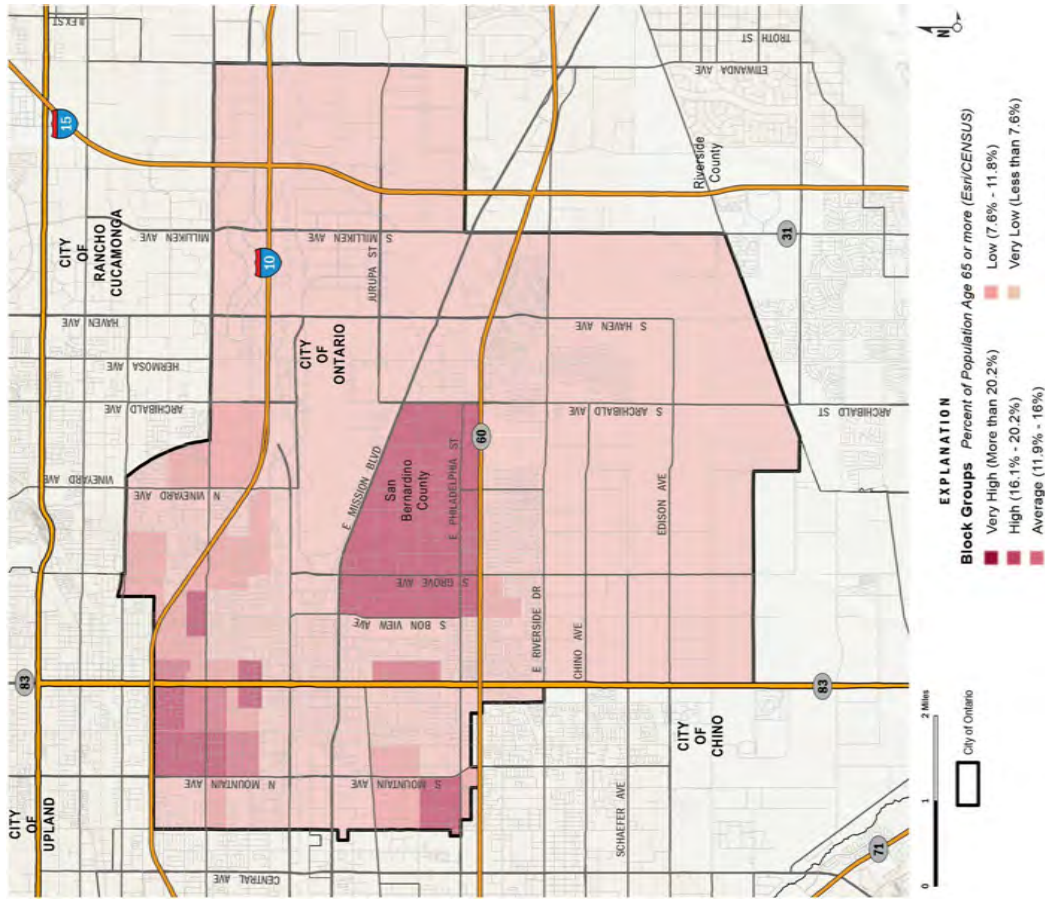 8
EX ST
15
ETIWANDA AVE
TROTH ST
CITY
OF
RANCHO
CUCAMONGA
MILLIKEN AVE
S MILLIKEN AVE
Riverside
County
31
10
JURUPA ST
HAVEN AVE
HERMOSA
AVE
ARCHIBALD
AVE
CITY
OF
ONTARIO
S HAVEN AVE
VINEYARD AVE
N VINEYARD AVE
E MISSION BLVD
San
Bernardino
County
E PHILADELPHIA ST
60
S ARCHIBALD AVE
ARCHIBALD ST
EDISON AVE
S GROVE AVE
S BON VIEW AVE
E RIVERSIDE DR
CHINO AVE
83
83
CITY
OF
UPLAND
N MOUNTAIN AVE
S MOUNTAIN AVE
CENTRAL AVE
CITY
OF
CHINO
SCHAEFER AVE
71
0
1
2 Miles
City of Ontario
N
EXPLANATION
Block Groups Percent of Population Age 65 or more (Esri/CENSUS)
Very High (More than 20.2%)
High (16.1% - 20.2%)
Average (11.9% - 16%)
Low (7.6% - 11.8%)
Very Low (Less than 7.6%)